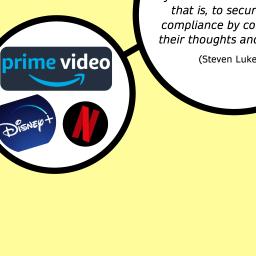 that is, to secur
compliance by co
their thoughts and
(Steven Luke
prime video
Disney+
N